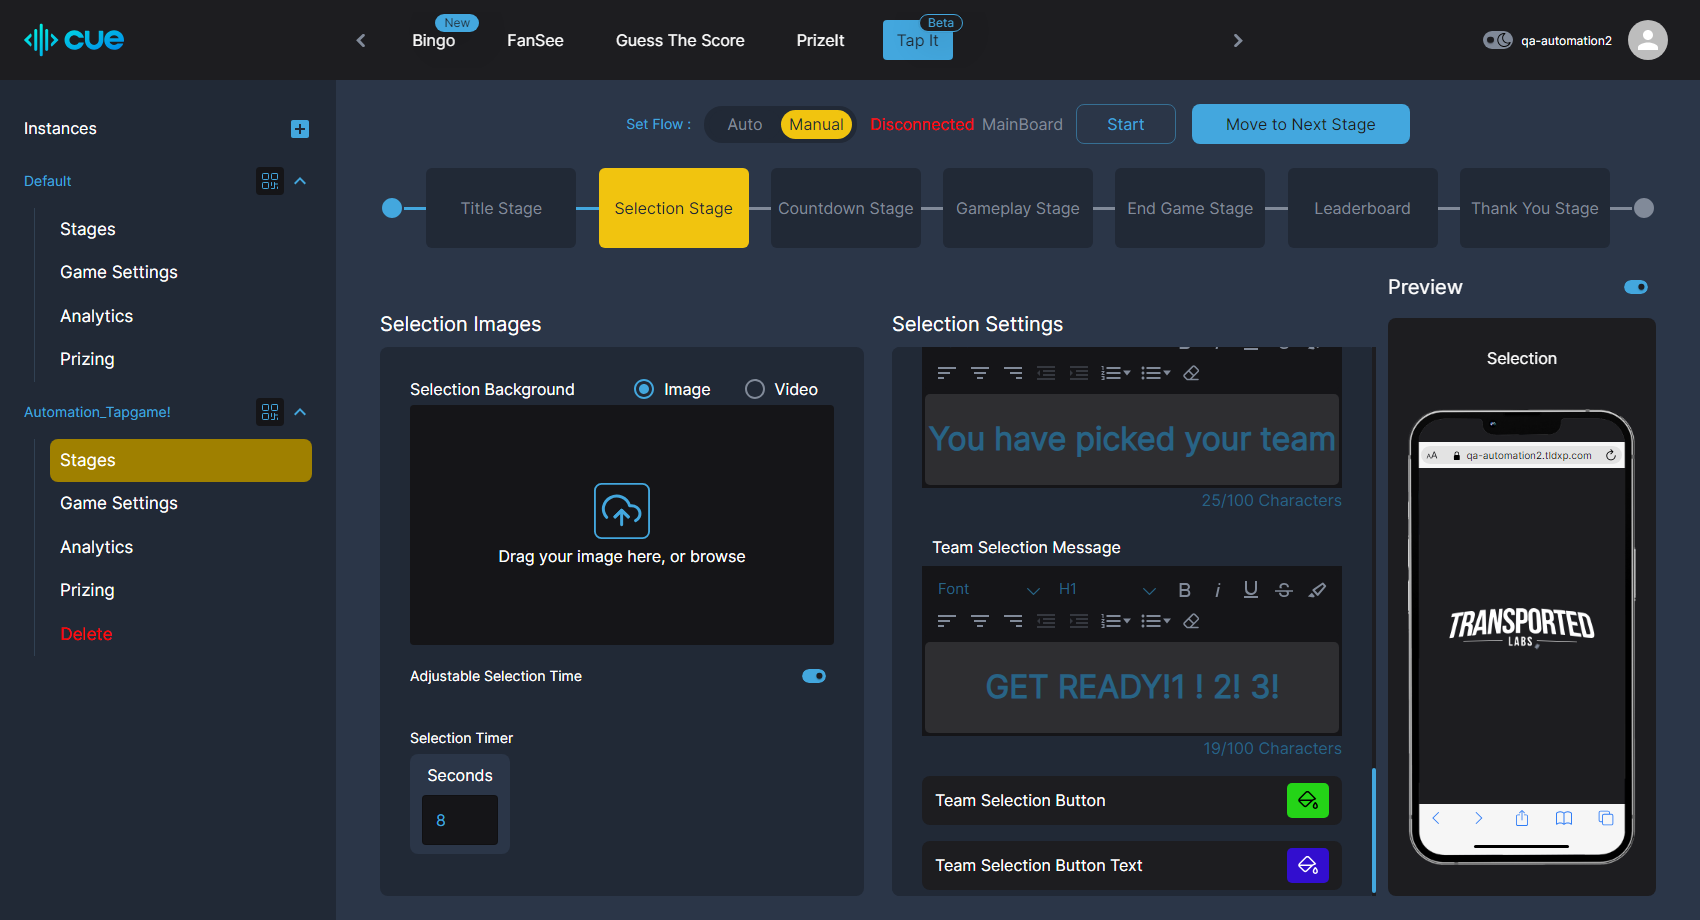 cue
New
Bingo
FanSee
Guess The Score
PrizeIt
Beta
Tap It
qa-automation2
Instances
Default
Stages
Game Settings
Analytics
Prizing
Automation_Tapgame!
Stages
Game Settings
Analytics
Prizing
Delete
Set Flow :
Auto
Manual
Disconnected MainBoard
Start
Move to Next Stage
Title Stage
Selection Stage
Countdown Stage
Gameplay Stage
End Game Stage
Leaderboard
Thank You Stage
Selection Images
Selection Background
Image
Video
Drag your image here, or browse
Adjustable Selection Time
Selection Timer
Seconds
8
Selection Settings
You have picked your team
25/100 Characters
Team Selection Message
Font
H1
B
i
U
S
GET READY!1 ! 2! 3!
19/100 Characters
Team Selection Button
Team Selection Button Text
Preview
Selection
AA
qa-automation2.tldxp.com
TRANSPORTED
LABS